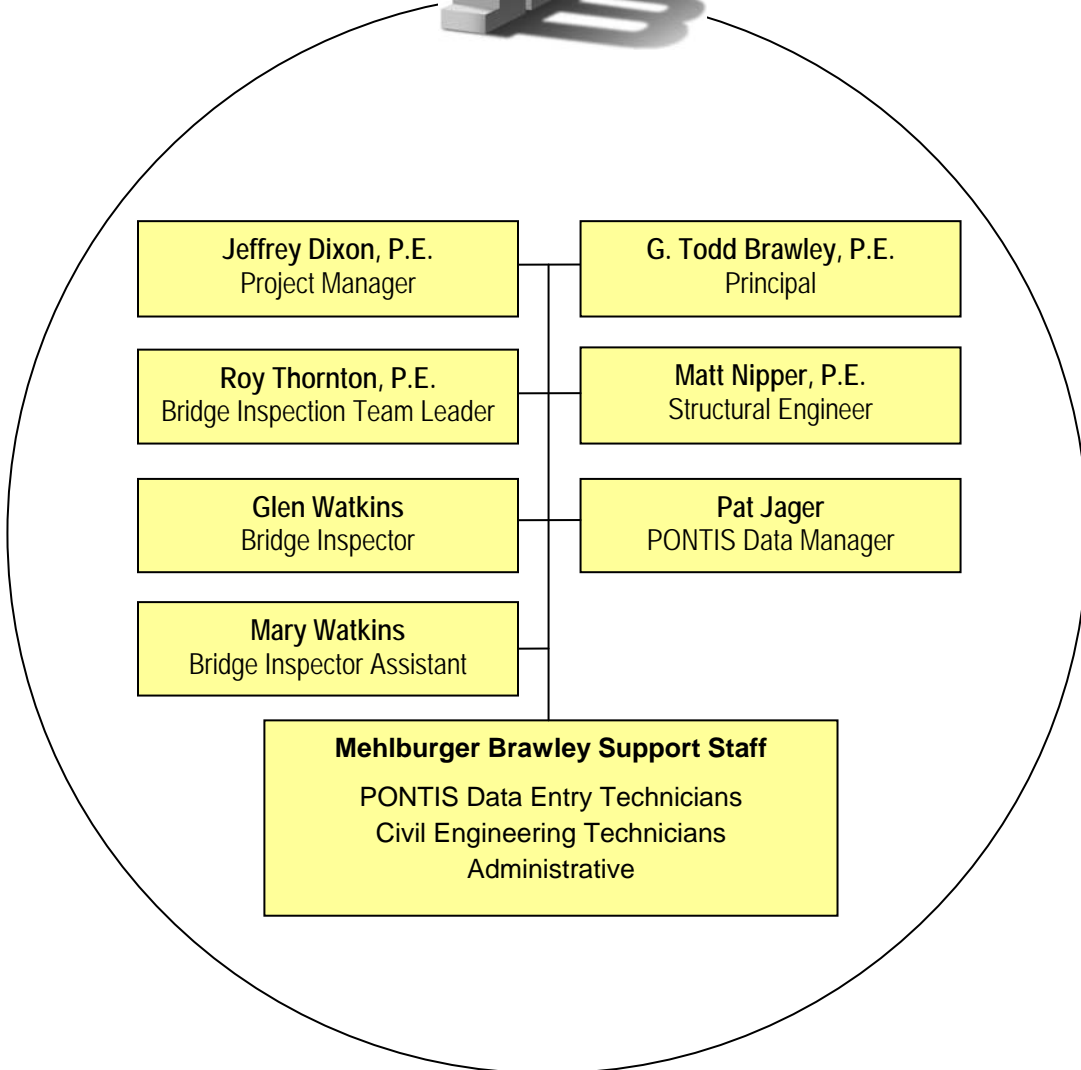 Jeffrey Dixon, P.E.
Project Manager
G. Todd Brawley, P.E.
Principal
Roy Thornton, P.E.
Bridge Inspection Team Leader
Matt Nipper, P.E.
Structural Engineer
Glen Watkins
Bridge Inspector
Pat Jager
PONTIS Data Manager
Mary Watkins
Bridge Inspector Assistant
Mehlburger Brawley Support Staff
PONTIS Data Entry Technicians
Civil Engineering Technicians
Administrative